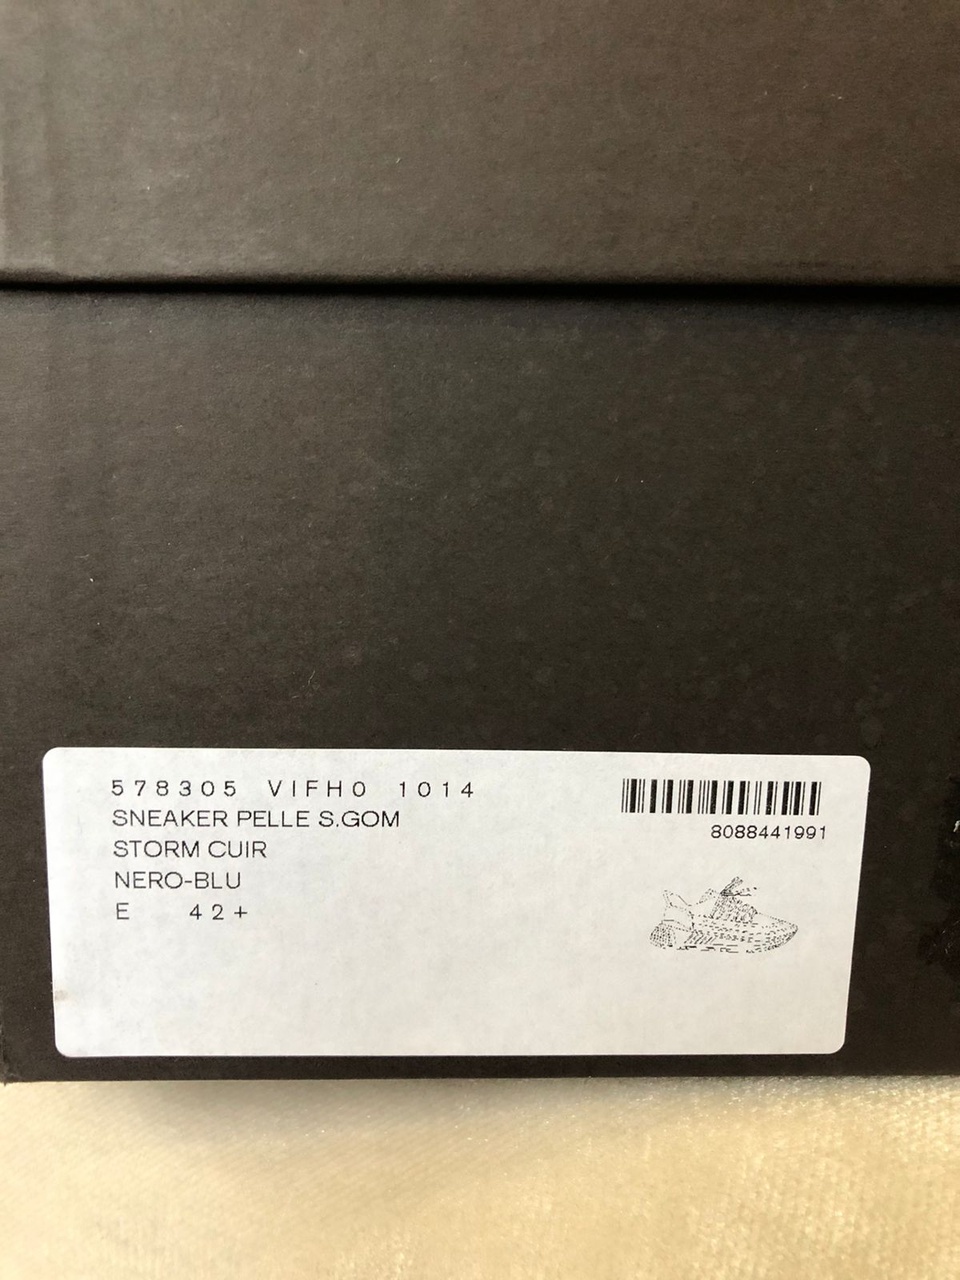 578305 VIFH0 1014
SNEAKER PELLE S.GOM
STORM CUIR
NERO-BLU
E 42+
8088441991